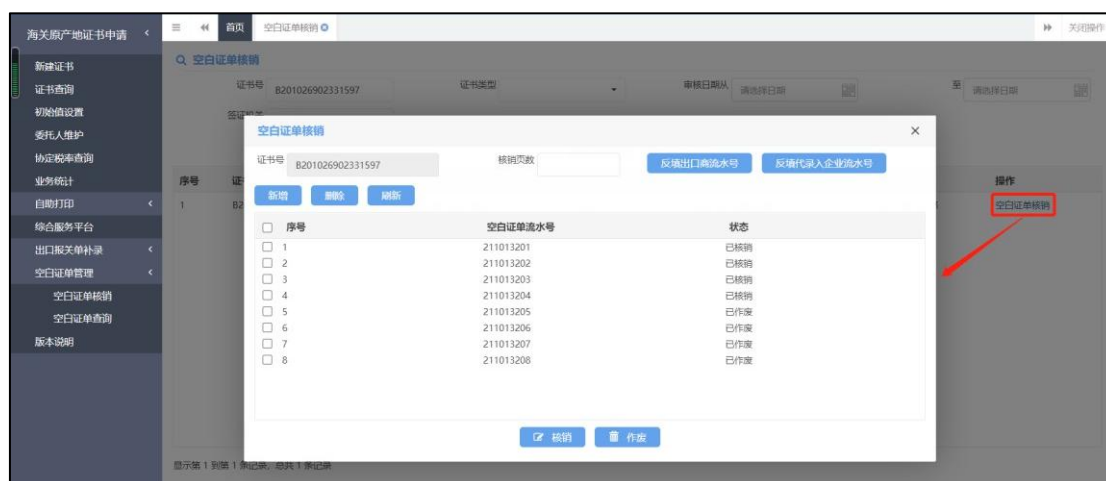 海关原产地证书申请
首页 空白证单核销 关闭操作
新建证书
证书查询
初始值设置
委托人维护
协定税率查询
业务统计
自助打印
综合服务平台
出口报关单补录
空白证单管理
空白证单核销
空白证单查询
版本说明
空白证单核销
证书号 B201026902331597 证书类型 审核日期从 请选择日期 至 请选择日期
序号 操作
1 空白证单核销
空白证单核销 ×
证书号 B201026902331597 核销页数 反填出口商流水号 反填代录入企业流水号
新增 删除 刷新
序号 空白证单流水号 状态
1 211013201 已核销
2 211013202 已核销
3 211013203 已核销
4 211013204 已核销
5 211013205 已作废
6 211013206 已作废
7 211013207 已作废
8 211013208 已作废
核销 作废
显示第 1 到第 1 条记录, 总共 1 条记录